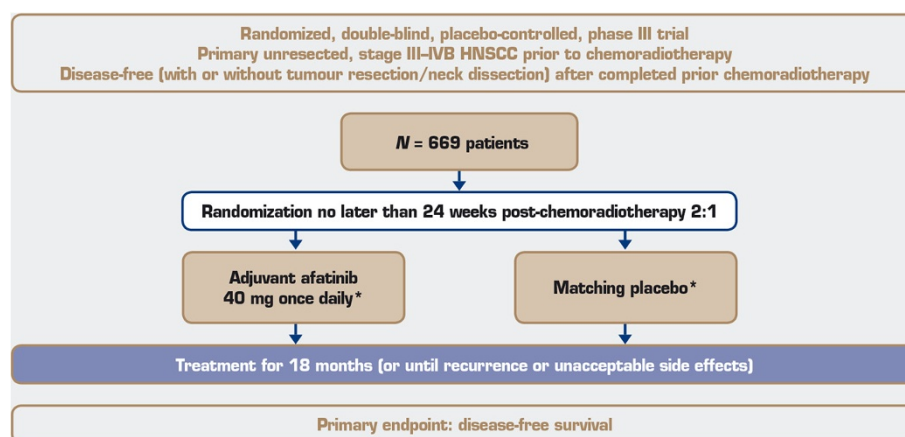 Randomized, double-blind, placebo-controlled, phase III trial
Primary unresected, stage III–IVB HNSCC prior to chemoradiotherapy
Disease-free (with or without tumour resection/neck dissection) after completed prior chemoradiotherapy
N = 669 patients
Randomization no later than 24 weeks post-chemoradiotherapy 2:1
Adjuvant afatinib
40 mg once daily*
Matching placebo*
Treatment for 18 months (or until recurrence or unacceptable side effects)
Primary endpoint: disease-free survival